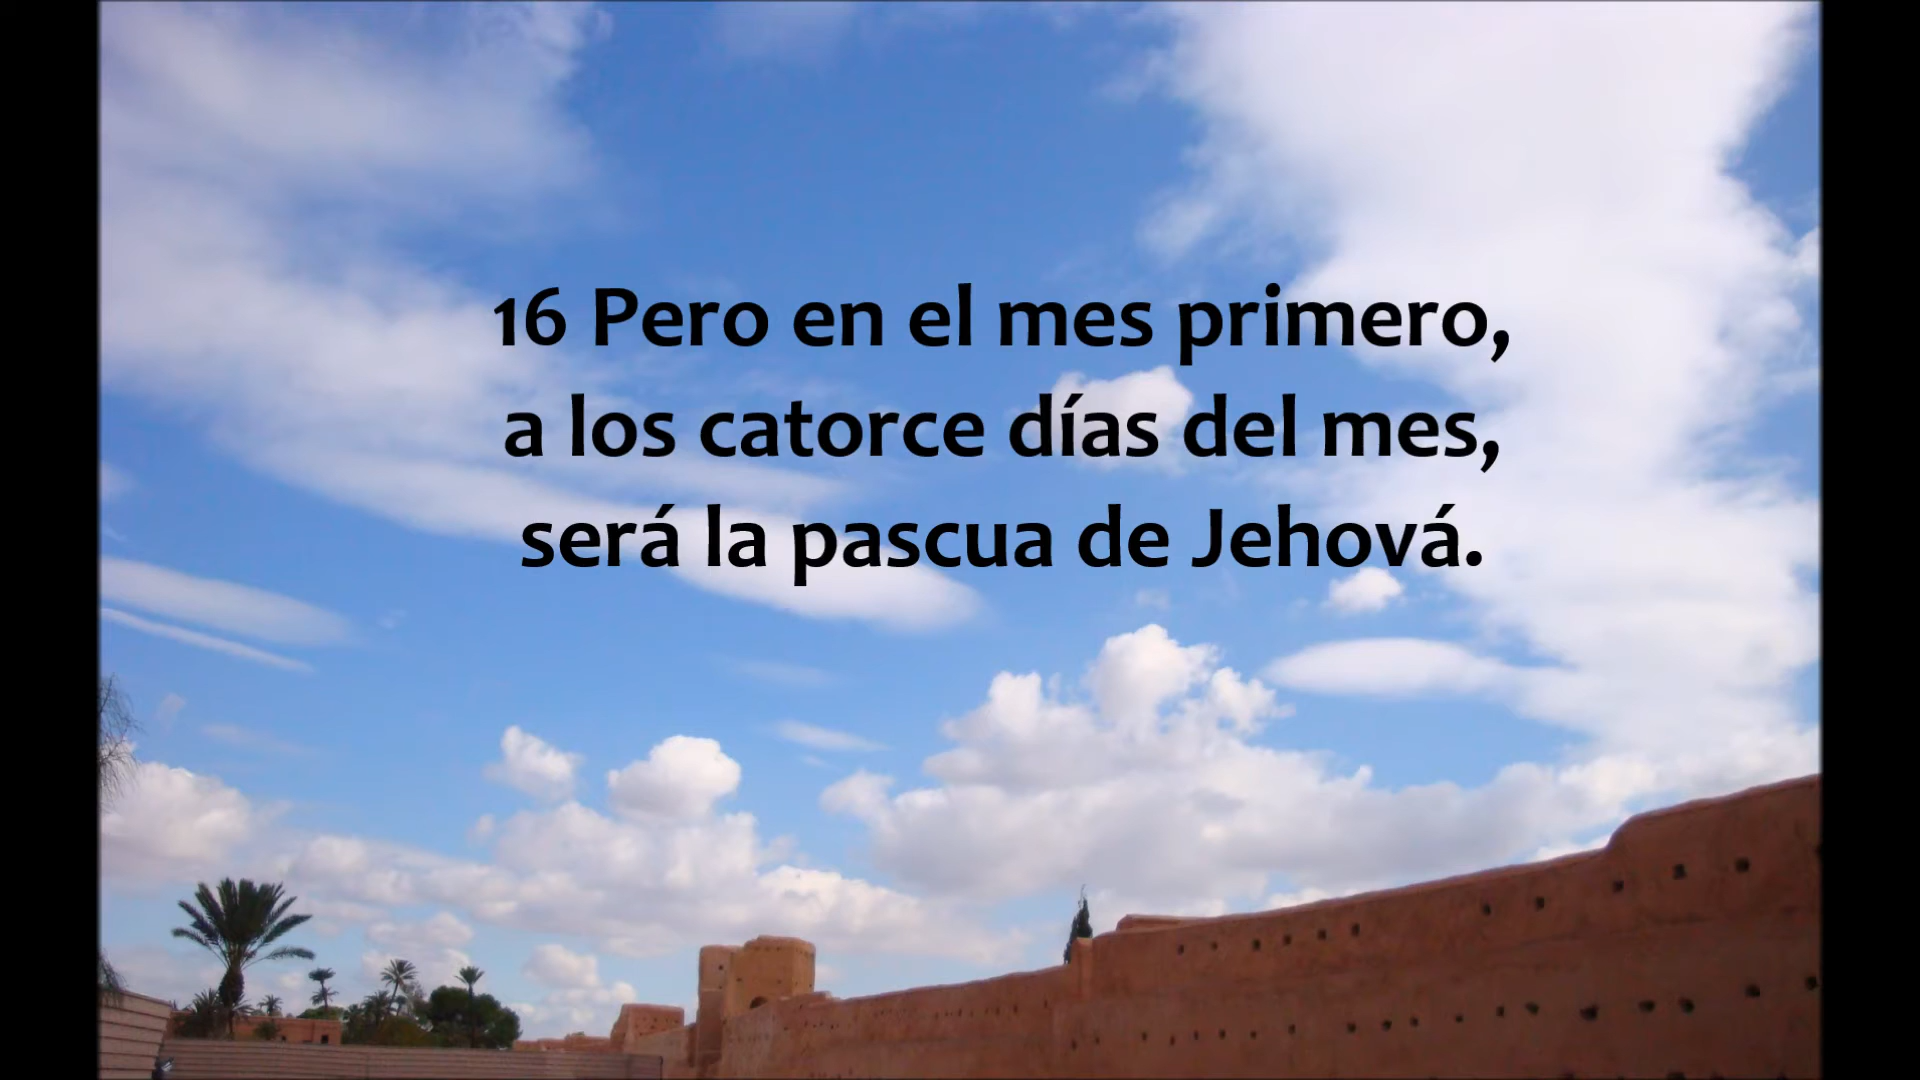 16 Pero en el mes primero,
a los catorce días del mes,
será la pascua de Jehová.